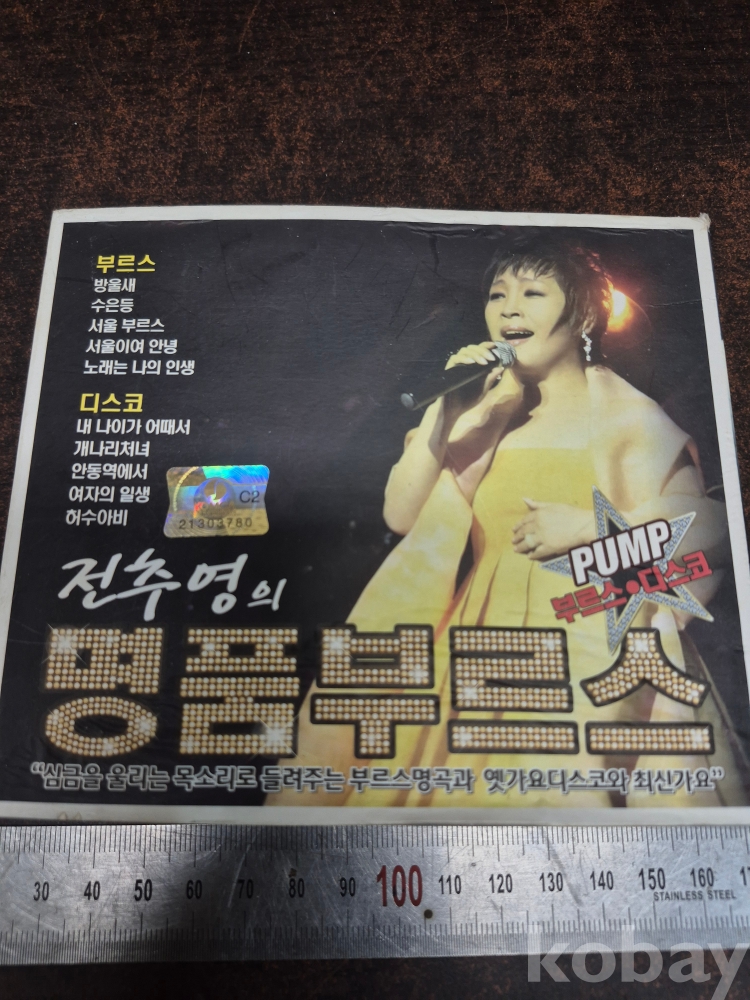 부르스
방울새
수은등
서울 부르스
서울이여 안녕
노래는 나의 인생
디스코
내 나이가 어때서
개나리처녀
안동역에서
여자의 일생
허수아비
C2
21303780
전추영의
PUMP
부르스•디스코
명품부르스
“심금을 울리는 목소리로 들려주는 부르스명곡과 옛가요디스코와 최신가요”
30 40 50 60 70 80 90 100 110 120 130 140 150 160
STAINLESS STEEL
kobay